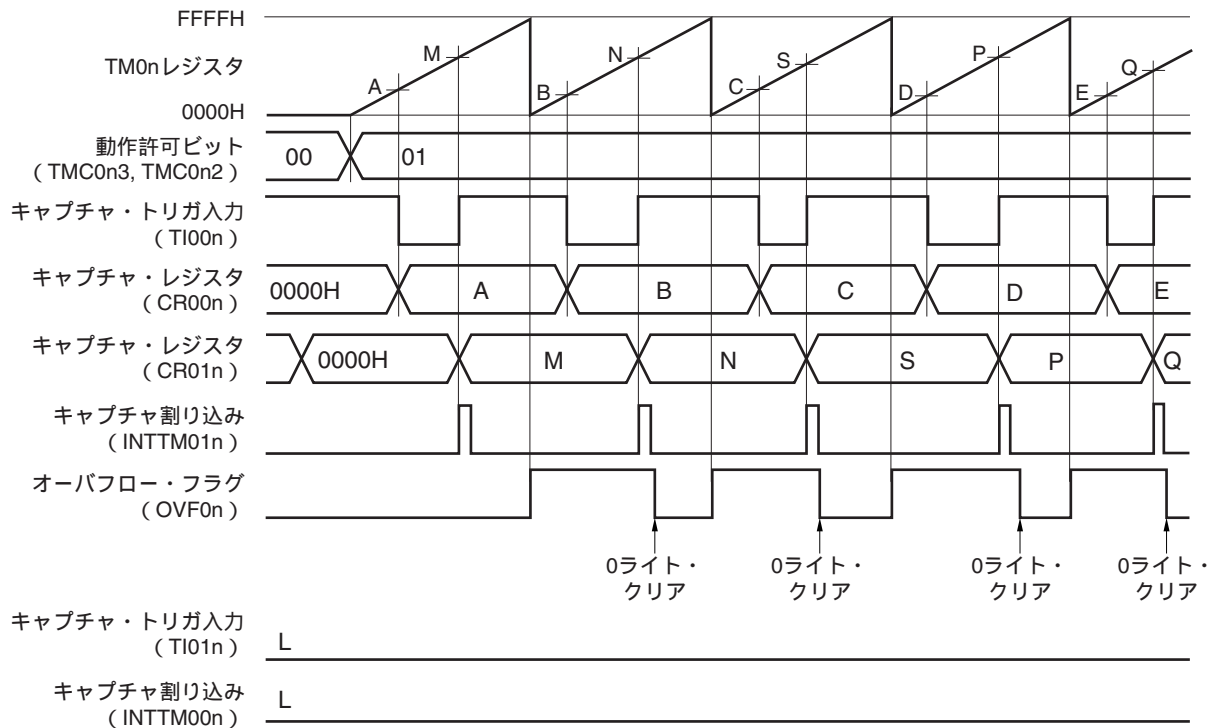 FFFFH
M
N
S
P
TM0nレジスタ
A
B
C
D
E
Q
0000H
動作許可ビット
( TMC0n3, TMC0n2 )
00
01
キャプチャ・トリガ入力
( TI00n )
キャプチャ・レジスタ
( CR00n )
0000H
A
B
C
D
E
キャプチャ・レジスタ
( CR01n )
0000H
M
N
S
P
Q
キャプチャ割り込み
( INTTM01n )
オーバフロー・フラグ
( OVF0n )
0ライト・
クリア
0ライト・
クリア
0ライト・
クリア
0ライト・
クリア
キャプチャ・トリガ入力
( TI01n )
L
キャプチャ割り込み
( INTTM00n )
L